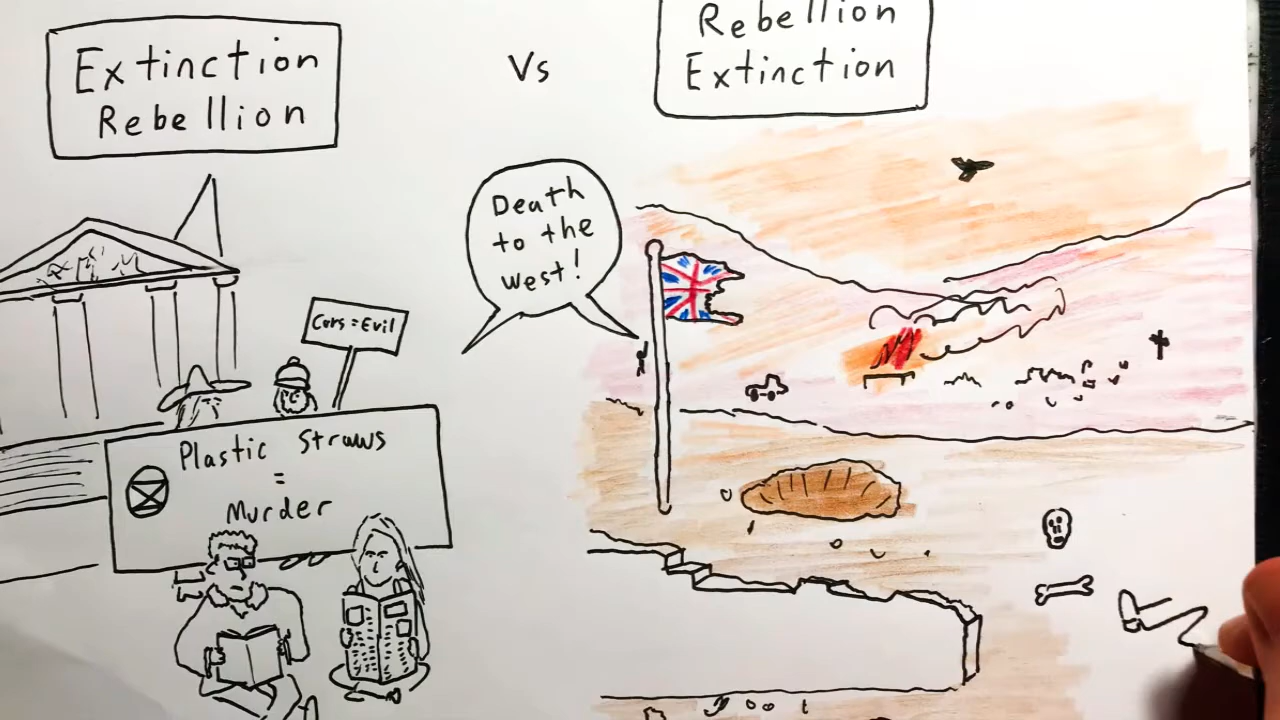 Extinction
Rebellion
Vs
Rebellion
Extinction
Death
to the
west!
Cars = Evil
Plastic Straws
=
Murder